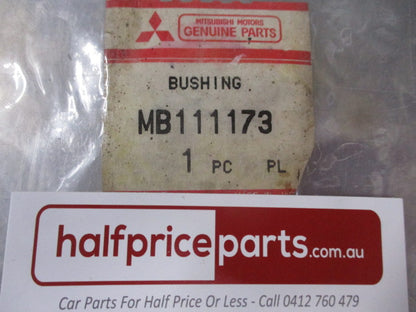 MITSUBISHI MOTORS
GENUINE PARTS
BUSHING
MB111173
1 PC PL
halfpriceparts.com.au
Car Parts For Half Price Or Less - Call 0412 760 479